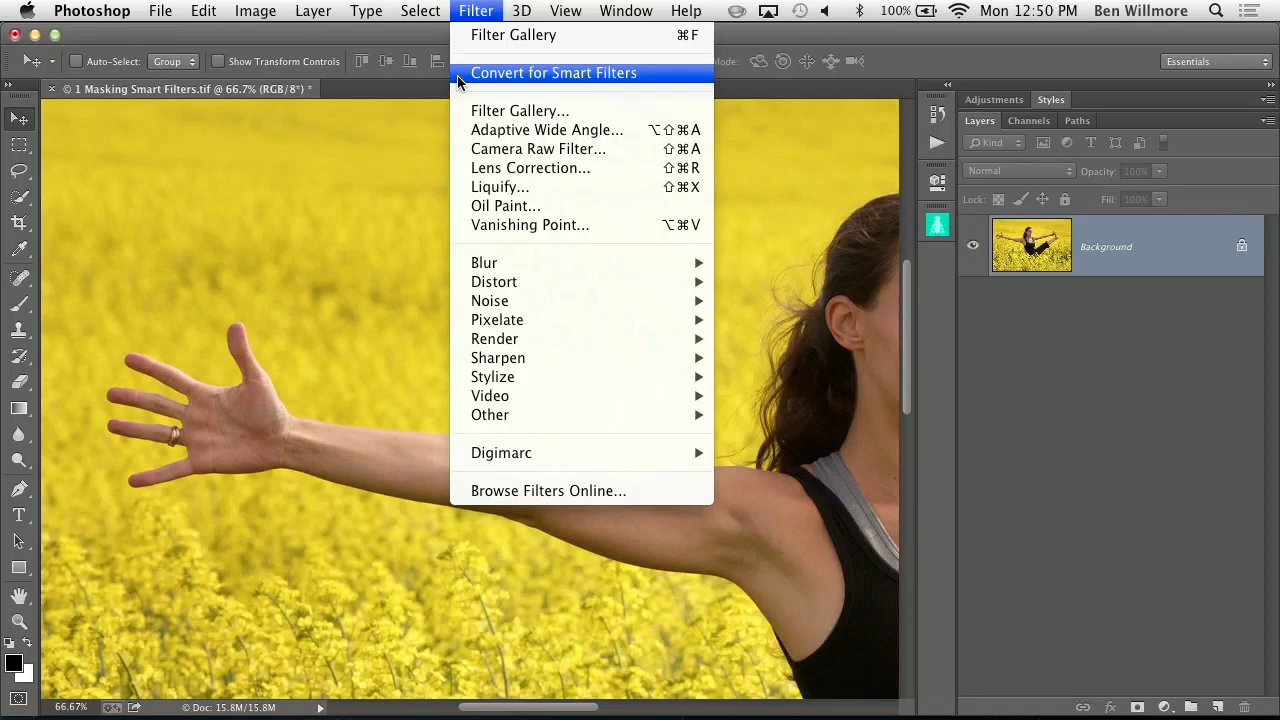 Photoshop File Edit Image Layer Type Select Filter 3D View Window Help 100% Mon 12:50 PM Ben Willmore
Auto-Select: Group Show Transform Controls Mode: Essentials
× © 1 Masking Smart Filters.tif @ 66.7% (RGB/8*) *
Filter Gallery ⌘F
Convert for Smart Filters
Filter Gallery...
Adaptive Wide Angle... ⌥⇧⌘A
Camera Raw Filter... ⇧⌘A
Lens Correction... ⇧⌘R
Liquify... ⇧⌘X
Oil Paint...
Vanishing Point... ⌥⌘V
Blur
Distort
Noise
Pixelate
Render
Sharpen
Stylize
Video
Other
Digimarc
Browse Filters Online...
Adjustments Styles
Layers Channels Paths
Kind
Normal Opacity: 100%
Lock: Fill: 100%
Background
66.67% © Doc: 15.8M/15.8M